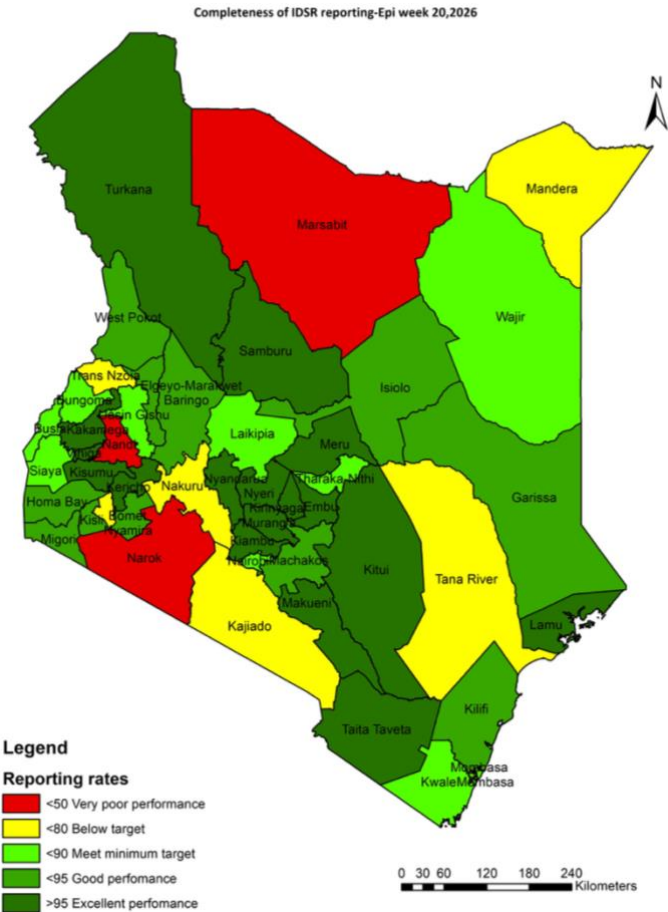 Completeness of IDSR reporting-Epi week 20,2026
N
Mandera
Turkana
Marsabit
Wajir
West Pokot
Samburu
Trans Nzoia
Elgeyo-Marakwet
Isiolo
Baringo
Bungoma
Uasin Gishu
Busia
Kakamega
Laikipia
Nandi
Meru
Vihiga
Siaya
Kisumu
Nyandarua
Tharaka-Nithi
Kericho
Nakuru
Nyeri
Garissa
Homa Bay
Kirinyaga
Embu
Bomet
Kisii
Murang'a
Nyamira
Migori
Kiambu
Narok
Nairobi
Machakos
Kitui
Tana River
Makueni
Kajiado
Lamu
Kilifi
Taita Taveta
Mombasa
Kwale
Mombasa
Legend
Reporting rates
<50 Very poor performance
<80 Below target
<90 Meet minimum target
<95 Good perfomance
>95 Excellent perfomance
0 30 60 120 180 240
Kilometers